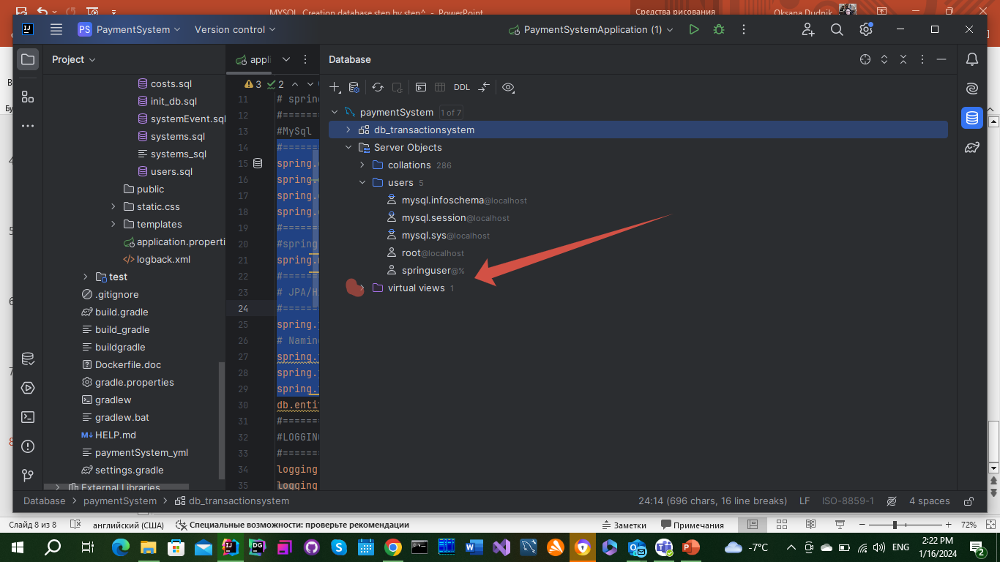 MYSQL. Creation database step by step^ - PowerPoint
Средства рисования
Oksana Dudnik
PS PaymentSystem
Version control
PaymentSystemApplication (1)
Project
appli
Database
3 2
DDL
costs.sql
init_db.sql
systemEvent.sql
systems.sql
systems_sql
users.sql
public
static.css
templates
application.properti
logback.xml
test
.gitignore
build.gradle
build_gradle
buildgradle
Dockerfile.doc
gradle.properties
gradlew
gradlew.bat
M↓ HELP.md
paymentSystem_yml
settings.gradle
External Libraries
11 # sprin
12 #=======
13 #MySql
14 #=======
15 spring.
16 spring.
17 spring.
18 spring.
19 #=======
20 #spring
21 spring.
22 #=======
23 # JPA/H
24 #=======
25 spring.
26 # Namin
27 spring.
28 spring.
29 spring.
30 db.enti
31 #=======
32 #LOGGING
33 #=======
34 logging
35 logging
paymentSystem 1 of 7
db_transactionsystem
Server Objects
collations 286
users 5
mysql.infoschema@localhost
mysql.session@localhost
mysql.sys@localhost
root@localhost
springuser@%
virtual views 1
Database > paymentSystem > db_transactionsystem
24:14 (696 chars, 16 line breaks) LF ISO-8859-1 4 spaces
Слайд 8 из 8 английский (США) Специальные возможности: проверьте рекомендации Заметки Примечания 72%
-7°C ENG 2:22 PM
1/16/2024 2